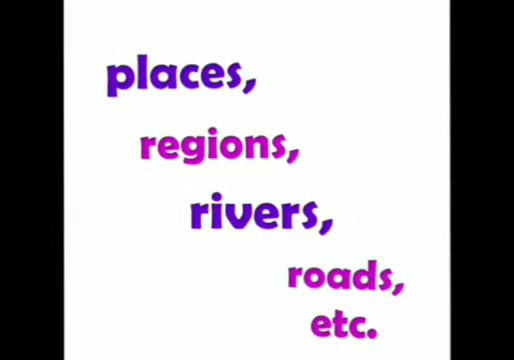 places,
regions,
rivers,
roads,
etc.